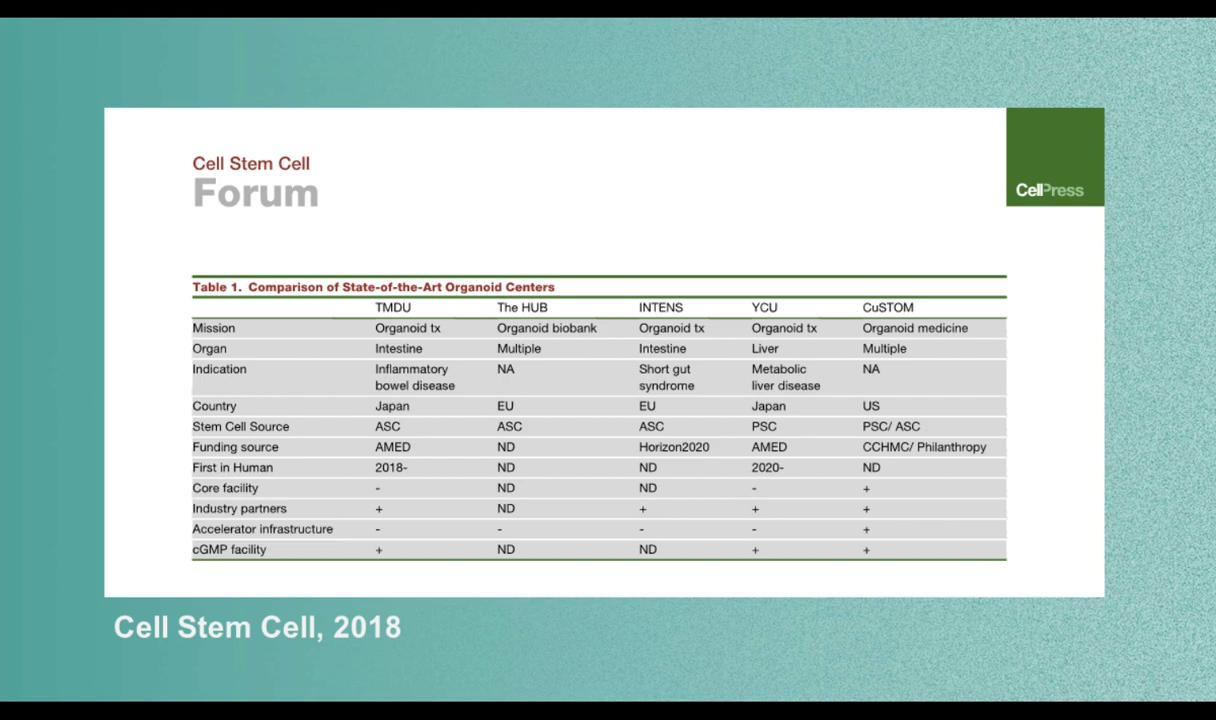 Cell Stem Cell
Forum
CellPress
Table 1. Comparison of State-of-the-Art Organoid Centers
TMDU The HUB INTENS YCU CuSTOM
Mission Organoid tx Organoid biobank Organoid tx Organoid tx Organoid medicine
Organ Intestine Multiple Intestine Liver Multiple
Indication Inflammatory NA Short gut Metabolic NA
bowel disease syndrome liver disease
Country Japan EU EU Japan US
Stem Cell Source ASC ASC ASC PSC PSC/ ASC
Funding source AMED ND Horizon2020 AMED CCHMC/ Philanthropy
First in Human 2018- ND ND 2020- ND
Core facility - ND ND - +
Industry partners + ND + + +
Accelerator infrastructure - - - - +
cGMP facility + ND ND + +
Cell Stem Cell, 2018